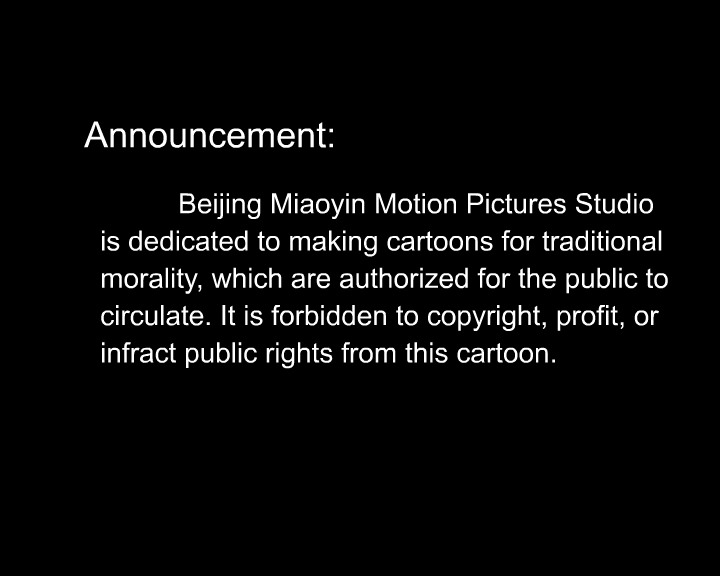 Announcement:
Beijing Miaoyin Motion Pictures Studio
is dedicated to making cartoons for traditional
morality, which are authorized for the public to
circulate. It is forbidden to copyright, profit, or
infract public rights from this cartoon.